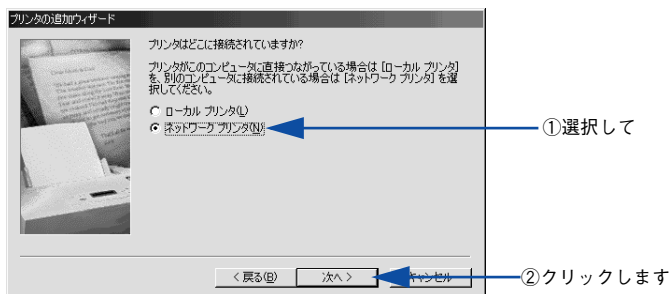 プリンタの追加ウィザード
プリンタはどこに接続されていますか?
プリンタがこのコンピュータに直接つながっている場合は [ローカル プリンタ]
を、別のコンピュータに接続されている場合は [ネットワーク プリンタ] を選
択してください。
ローカル プリンタ(L)
ネットワーク プリンタ(N)
①選択して
< 戻る(B)
次へ >
キャンセル
②クリックします